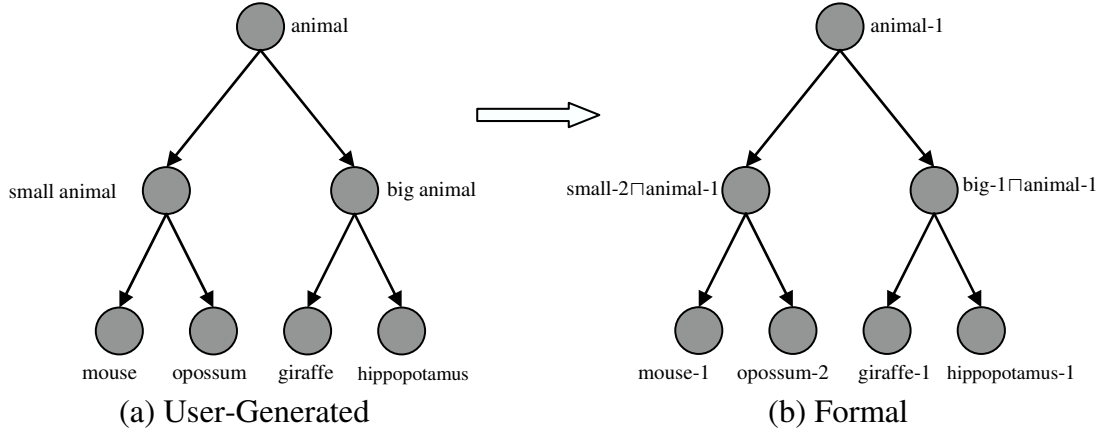 animal
animal-1
small animal
big animal
small-2⊓animal-1
big-1⊓animal-1
mouse
opossum
giraffe
hippopotamus
mouse-1
opossum-2
giraffe-1
hippopotamus-1
(a) User-Generated
(b) Formal